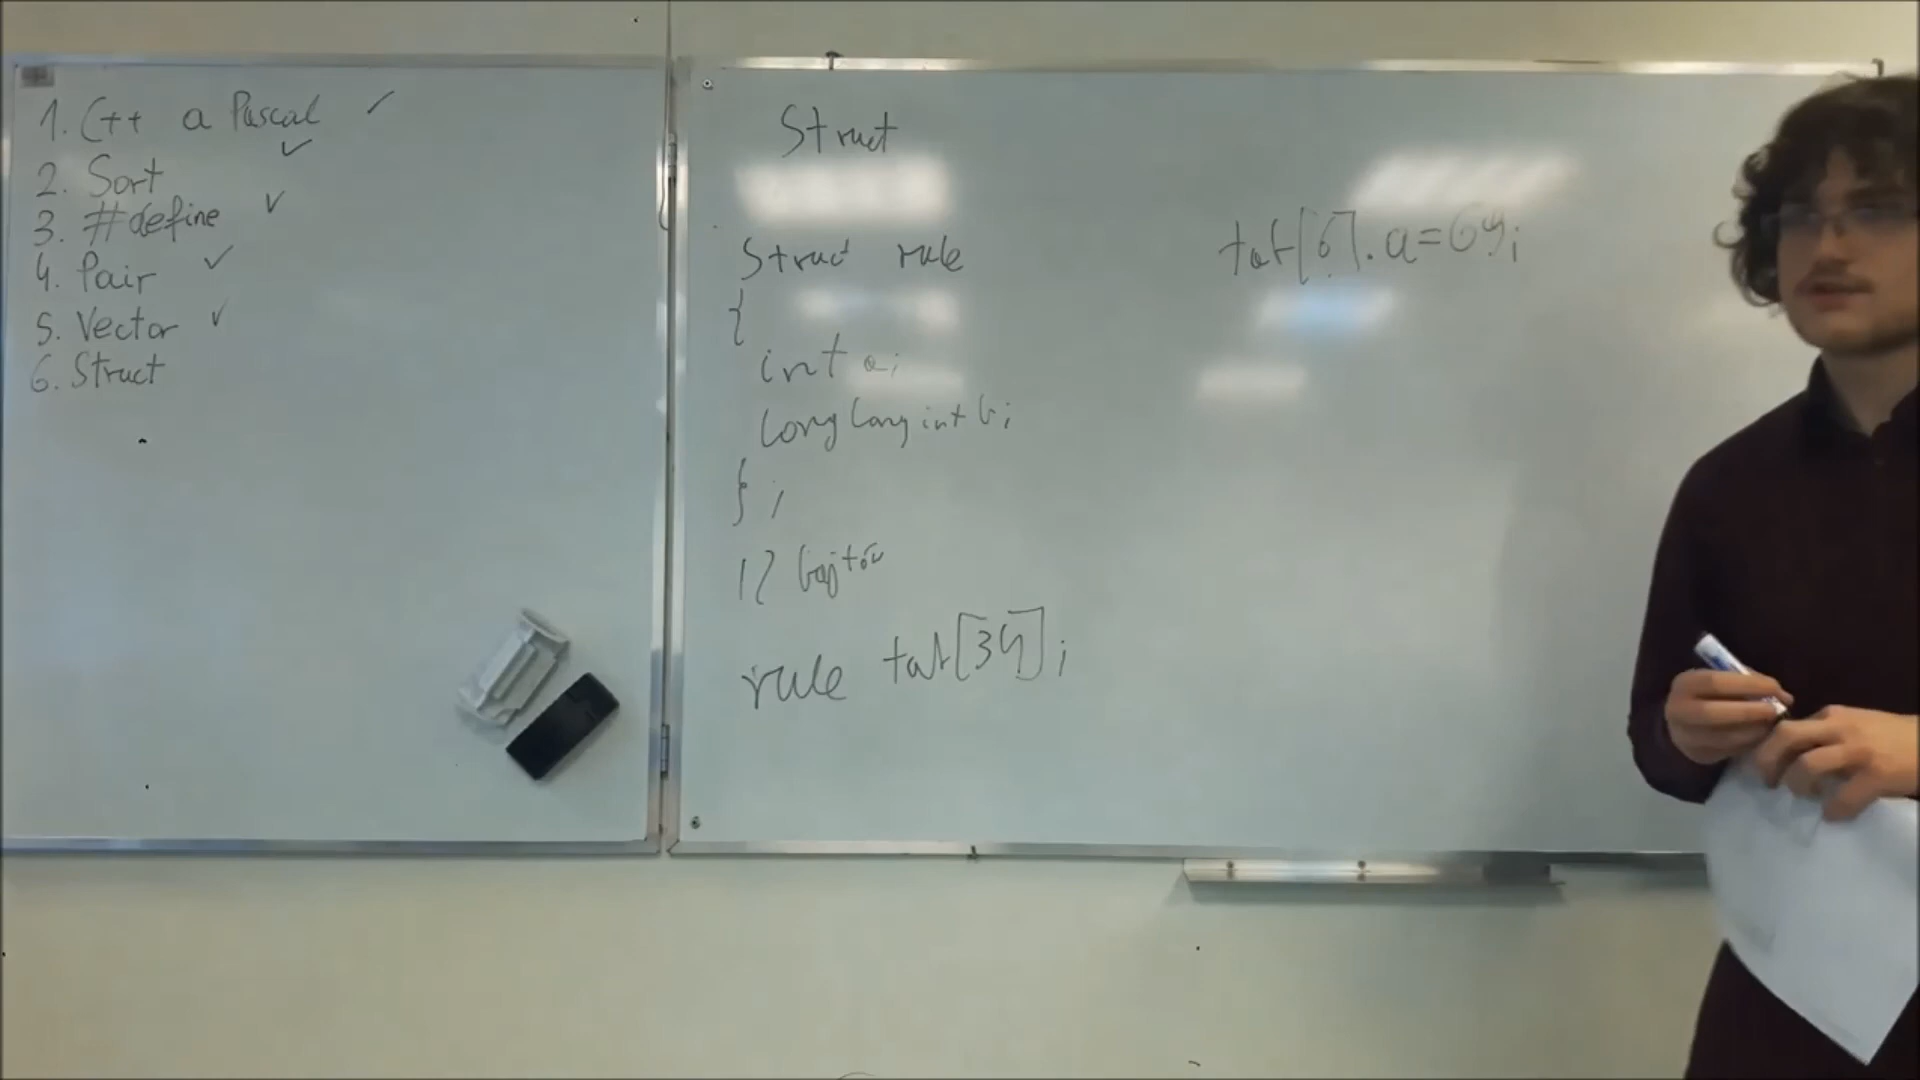 1. C++ a Pascal ✓
2. Sort ✓
3. #define ✓
4. Pair ✓
5. Vector ✓
6. Struct
Struct
Struct rule
{
int a;
long long int b;
};
12 bajtów
rule tab[34];
tab[6].a=69;